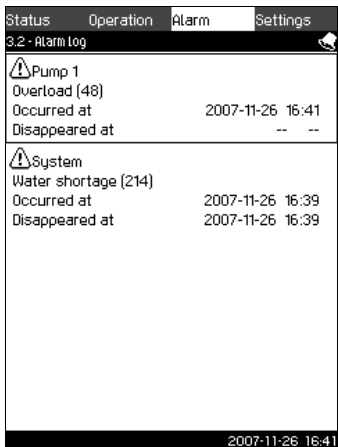 Status Operation Alarm Settings
3.2 - Alarm log
Pump 1
Overload (48)
Occurred at 2007-11-26 16:41
Disappeared at -- --
System
Water shortage (214)
Occurred at 2007-11-26 16:39
Disappeared at 2007-11-26 16:39
2007-11-26 16:41